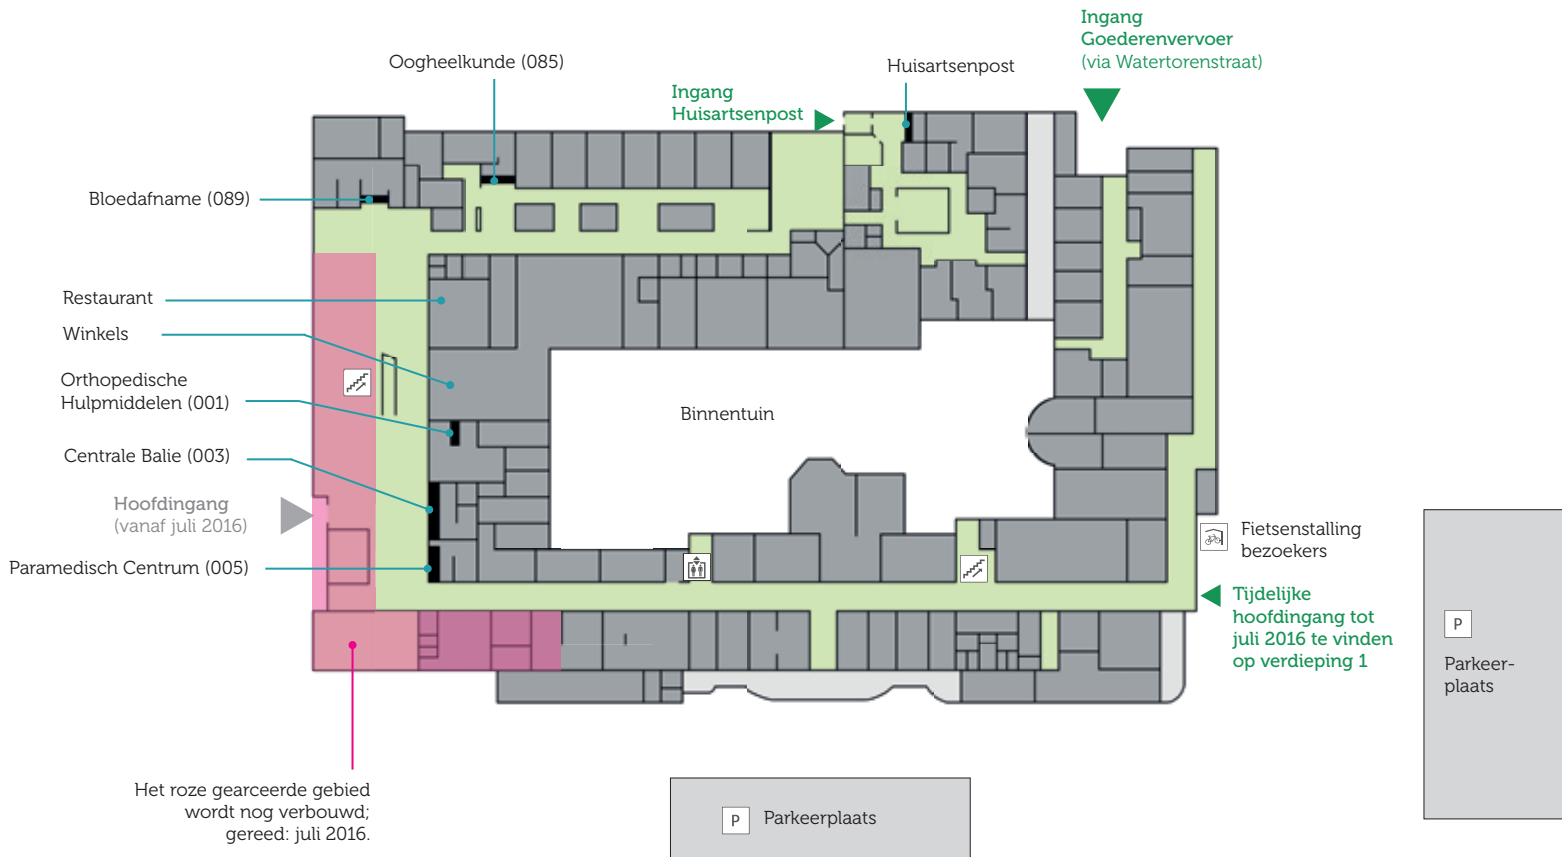 Ingang
Goederenvervoer
(via Watertorenstraat)
Oogheelkunde (085)
Huisartsenpost
Ingang
Huisartsenpost
Bloedafname (089)
Restaurant
Winkels
Orthopedische
Hulpmiddelen (001)
Binnentuin
Centrale Balie (003)
Hoofdingang
(vanaf juli 2016)
Fietsenstalling
bezoekers
Paramedisch Centrum (005)
Tijdelijke
hoofdingang tot
juli 2016 te vinden
op verdieping 1
P
Parkeer-
plaats
Het roze gearceerde gebied
wordt nog verbouwd;
gereed: juli 2016.
P
Parkeerplaats